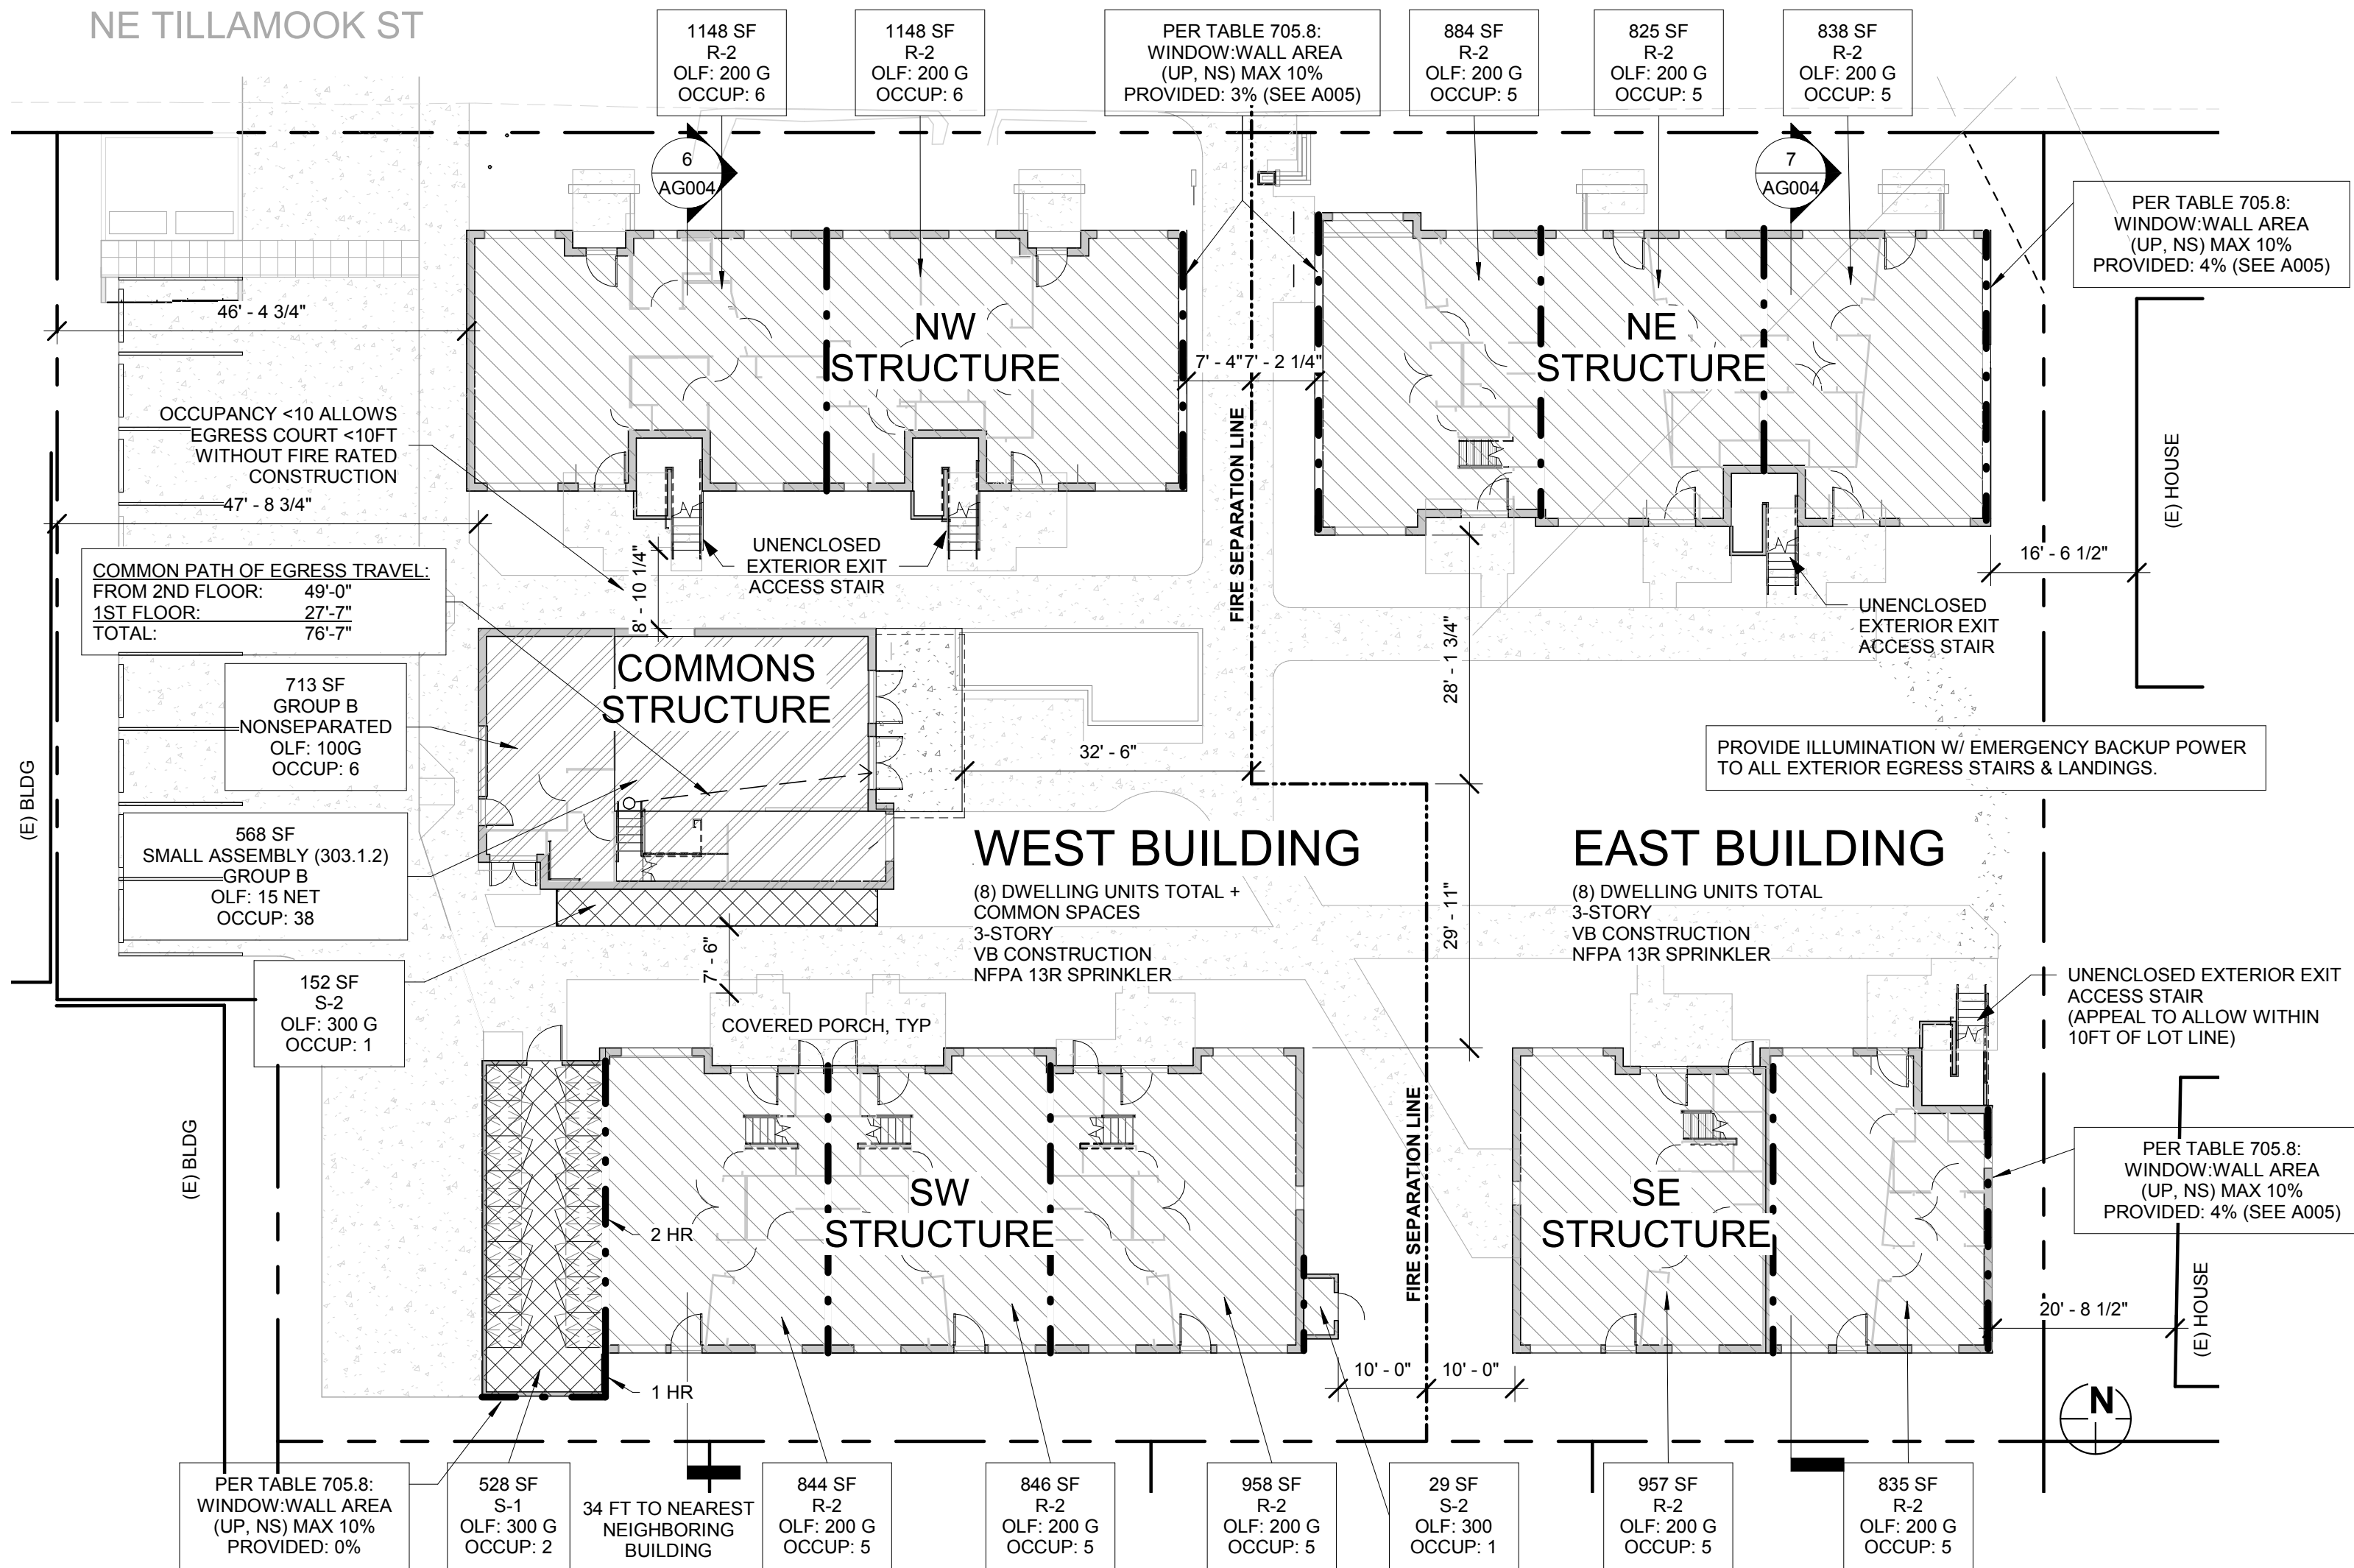 NE TILLAMOOK ST
1148 SF
R-2
OLF: 200 G
OCCUP: 6
1148 SF
R-2
OLF: 200 G
OCCUP: 6
PER TABLE 705.8:
WINDOW:WALL AREA
(UP, NS) MAX 10%
PROVIDED: 3% (SEE A005)
884 SF
R-2
OLF: 200 G
OCCUP: 5
825 SF
R-2
OLF: 200 G
OCCUP: 5
838 SF
R-2
OLF: 200 G
OCCUP: 5
6
AG004
7
AG004
PER TABLE 705.8:
WINDOW:WALL AREA
(UP, NS) MAX 10%
PROVIDED: 4% (SEE A005)
46' - 4 3/4"
NW
STRUCTURE
7' - 4"
7' - 2 1/4"
NE
STRUCTURE
OCCUPANCY <10 ALLOWS
EGRESS COURT <10FT
WITHOUT FIRE RATED
CONSTRUCTION
47' - 8 3/4"
FIRE SEPARATION LINE
(E) HOUSE
UNENCLOSED
EXTERIOR EXIT
ACCESS STAIR
8' - 10 1/4"
16' - 6 1/2"
COMMON PATH OF EGRESS TRAVEL:
FROM 2ND FLOOR: 49'-0"
1ST FLOOR: 27'-7"
TOTAL: 76'-7"
UNENCLOSED
EXTERIOR EXIT
ACCESS STAIR
28' - 1 3/4"
COMMONS
STRUCTURE
713 SF
GROUP B
NONSEPARATED
OLF: 100G
OCCUP: 6
32' - 6"
PROVIDE ILLUMINATION W/ EMERGENCY BACKUP POWER
TO ALL EXTERIOR EGRESS STAIRS & LANDINGS.
(E) BLDG
568 SF
SMALL ASSEMBLY (303.1.2)
GROUP B
OLF: 15 NET
OCCUP: 38
WEST BUILDING
(8) DWELLING UNITS TOTAL +
COMMON SPACES
3-STORY
VB CONSTRUCTION
NFPA 13R SPRINKLER
29' - 11"
EAST BUILDING
(8) DWELLING UNITS TOTAL
3-STORY
VB CONSTRUCTION
NFPA 13R SPRINKLER
7' - 6"
152 SF
S-2
OLF: 300 G
OCCUP: 1
UNENCLOSED EXTERIOR EXIT
ACCESS STAIR
(APPEAL TO ALLOW WITHIN
10FT OF LOT LINE)
COVERED PORCH, TYP
(E) BLDG
2 HR
SW
STRUCTURE
FIRE SEPARATION LINE
SE
STRUCTURE
PER TABLE 705.8:
WINDOW:WALL AREA
(UP, NS) MAX 10%
PROVIDED: 4% (SEE A005)
20' - 8 1/2"
(E) HOUSE
1 HR
10' - 0"
10' - 0"
N
PER TABLE 705.8:
WINDOW:WALL AREA
(UP, NS) MAX 10%
PROVIDED: 0%
528 SF
S-1
OLF: 300 G
OCCUP: 2
34 FT TO NEAREST
NEIGHBORING
BUILDING
844 SF
R-2
OLF: 200 G
OCCUP: 5
846 SF
R-2
OLF: 200 G
OCCUP: 5
958 SF
R-2
OLF: 200 G
OCCUP: 5
29 SF
S-2
OLF: 300
OCCUP: 1
957 SF
R-2
OLF: 200 G
OCCUP: 5
835 SF
R-2
OLF: 200 G
OCCUP: 5